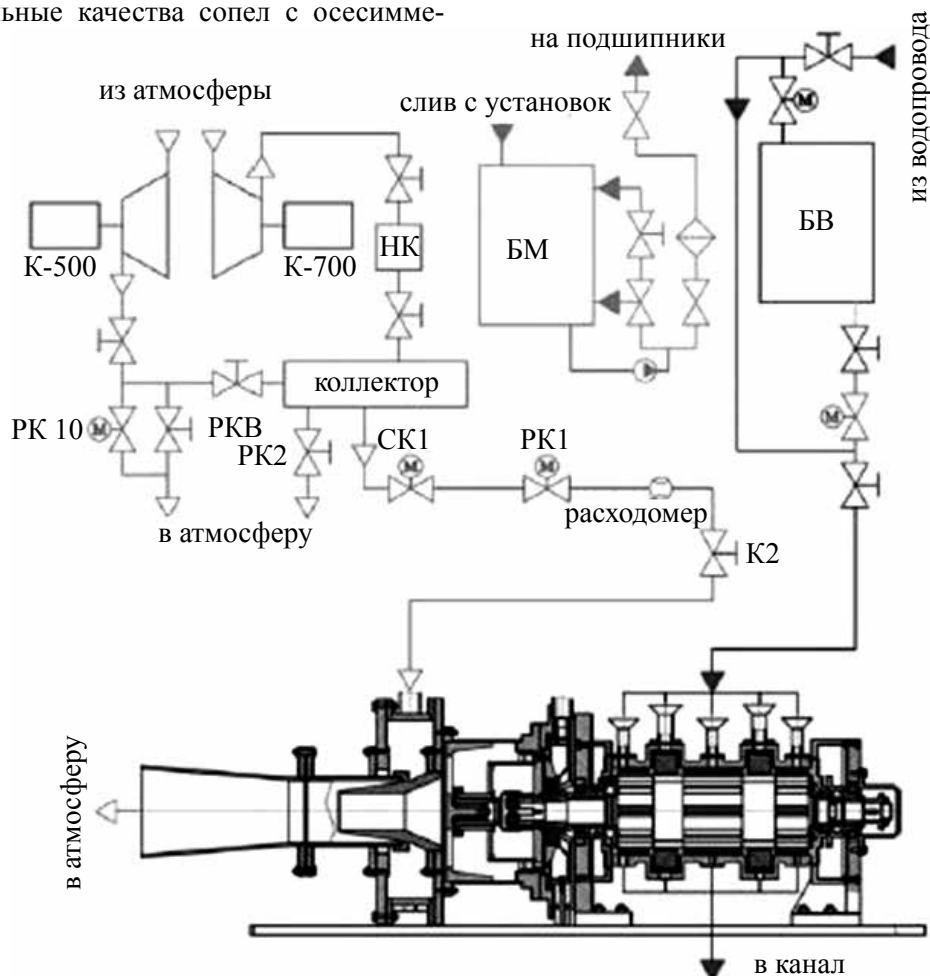 льные качества сопел с осесимме-
на подшипники
из атмосферы
слив с установок
из водопровода
БВ
БМ
НК
К-500
К-700
коллектор
РК 10
М
РКВ
РК2
СК1
РК1
М
М
М
М
в атмосферу
расходомер
К2
в атмосферу
в канал